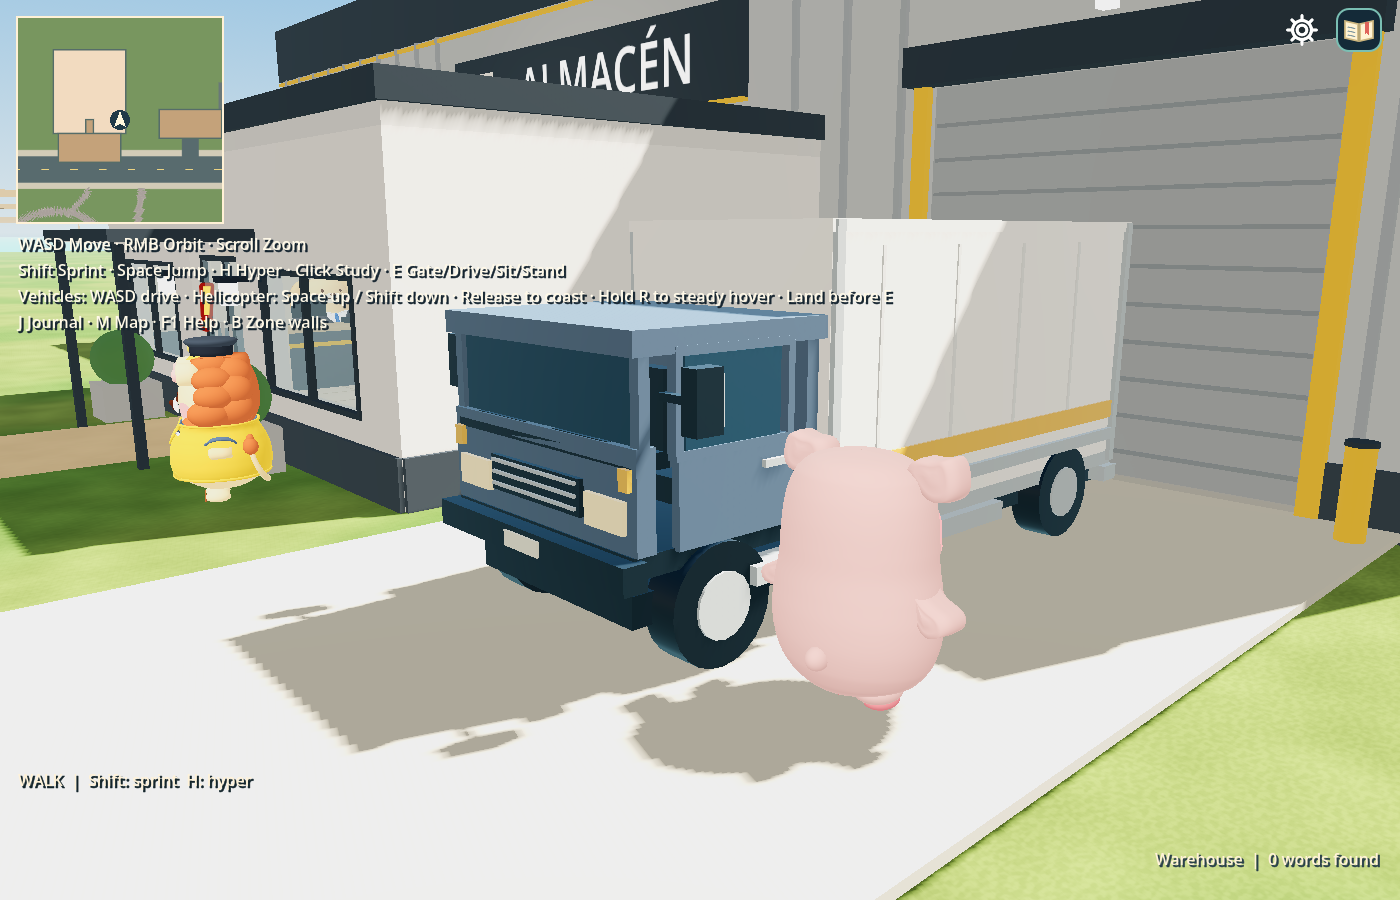 ALMACÉN
WASD Move · RMB Orbit · Scroll Zoom
Shift Sprint · Space Jump · H Hyper · Click Study · E Gate/Drive/Sit/Stand
Vehicles: WASD drive · Helicopter: Space up / Shift down · Release to coast · Hold R to steady hover · Land before E
J Journal · M Map · F1 Help · B Zone walls
WALK | Shift: sprint H: hyper
Warehouse | 0 words found